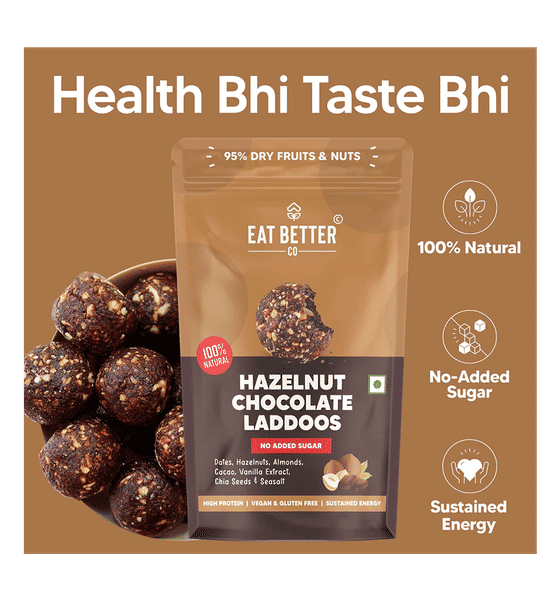 Health Bhi Taste Bhi
95% DRY FRUITS & NUTS
©
EAT BETTER
CO
100%
NATURAL
HAZELNUT
CHOCOLATE
LADDOOS
NO ADDED SUGAR
Dates, Hazelnuts, Almonds,
Cacao, Vanilla Extract,
Chia Seeds & Seasalt
HIGH PROTEIN | VEGAN & GLUTEN FREE | SUSTAINED ENERGY
100% Natural
No-Added
Sugar
Sustained
Energy